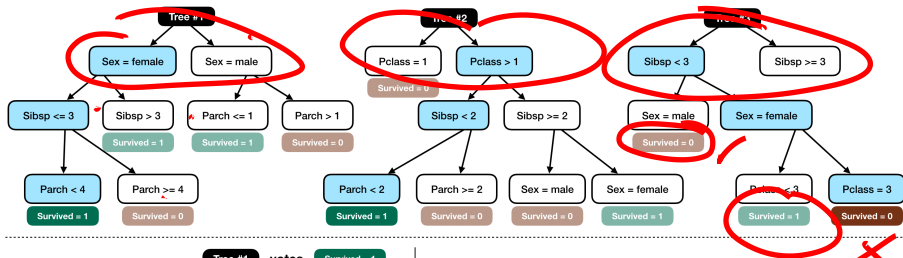 Tree #1
Tree #2
Tree #3
Sex = female
Sex = male
Pclass = 1
Pclass > 1
Sibsp < 3
Sibsp >= 3
Survived = 0
Sibsp <= 3
Sibsp > 3
Parch <= 1
Parch > 1
Sibsp < 2
Sibsp >= 2
Sex = male
Sex = female
Survived = 1
Survived = 1
Survived = 0
Survived = 0
Parch < 4
Parch >= 4
Parch < 2
Parch >= 2
Sex = male
Sex = female
Pclass < 3
Pclass = 3
Survived = 1
Survived = 0
Survived = 1
Survived = 0
Survived = 0
Survived = 1
Survived = 1
Survived = 0
Tree #1 votes Survived = 1